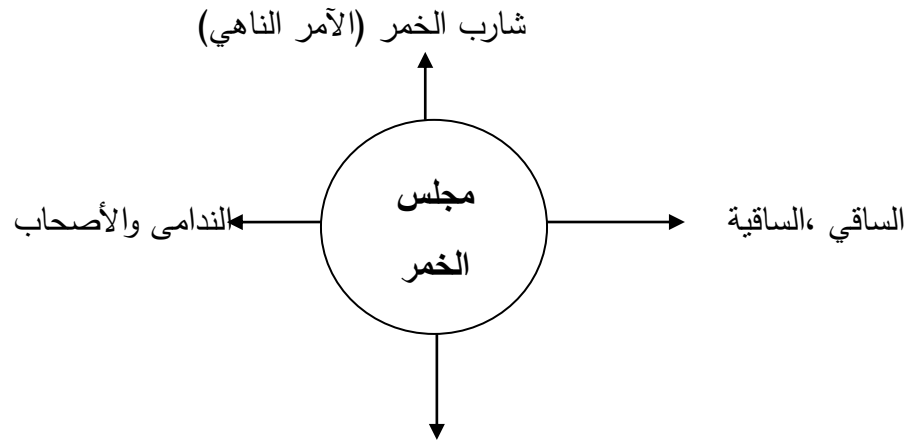 شارب الخمر (الآمر الناهي)
مجلس
الخمر
الساقي ،الساقية
الندامى والأصحاب